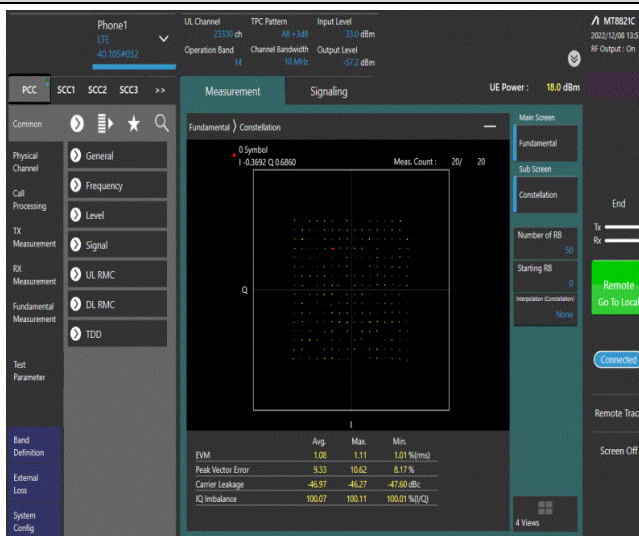 Phone1
LTE
40.10S#052
UL Channel TPC Pattern Input Level
23330 ch All +3dB 33.0 dBm
Operation Band Channel Bandwidth Output Level
14 10 MHz -57.2 dBm
MT8821C
2022/12/08 13:5
RF Output : On
PCC SCC1 SCC2 SCC3 >>
Measurement Signaling UE Power : 18.0 dBm
Common
Physical
Channel
Call
Processing
TX
Measurement
RX
Measurement
Fundamental
Measurement
Test
Parameter
Band
Definition
External
Loss
System
Config
General
Frequency
Level
Signal
UL RMC
DL RMC
TDD
Fundamental Constellation
0 Symbol
I -0.3692 Q 0.6860 Meas. Count : 20/ 20
Q
I
Avg. Max. Min.
EVM 1.08 1.11 1.01 %(rms)
Peak Vector Error 9.33 10.62 8.17 %
Carrier Leakage -46.97 -46.27 -47.60 dBc
IQ Imbalance 100.07 100.11 100.01 %(I/Q)
Main Screen
Fundamental
Sub Screen
Constellation
Number of RB
50
Starting RB
0
Interpolation (Constellation)
None
4 Views
End
Tx
Rx
Remote
Go To Local
Connected
Remote Trac
Screen Off